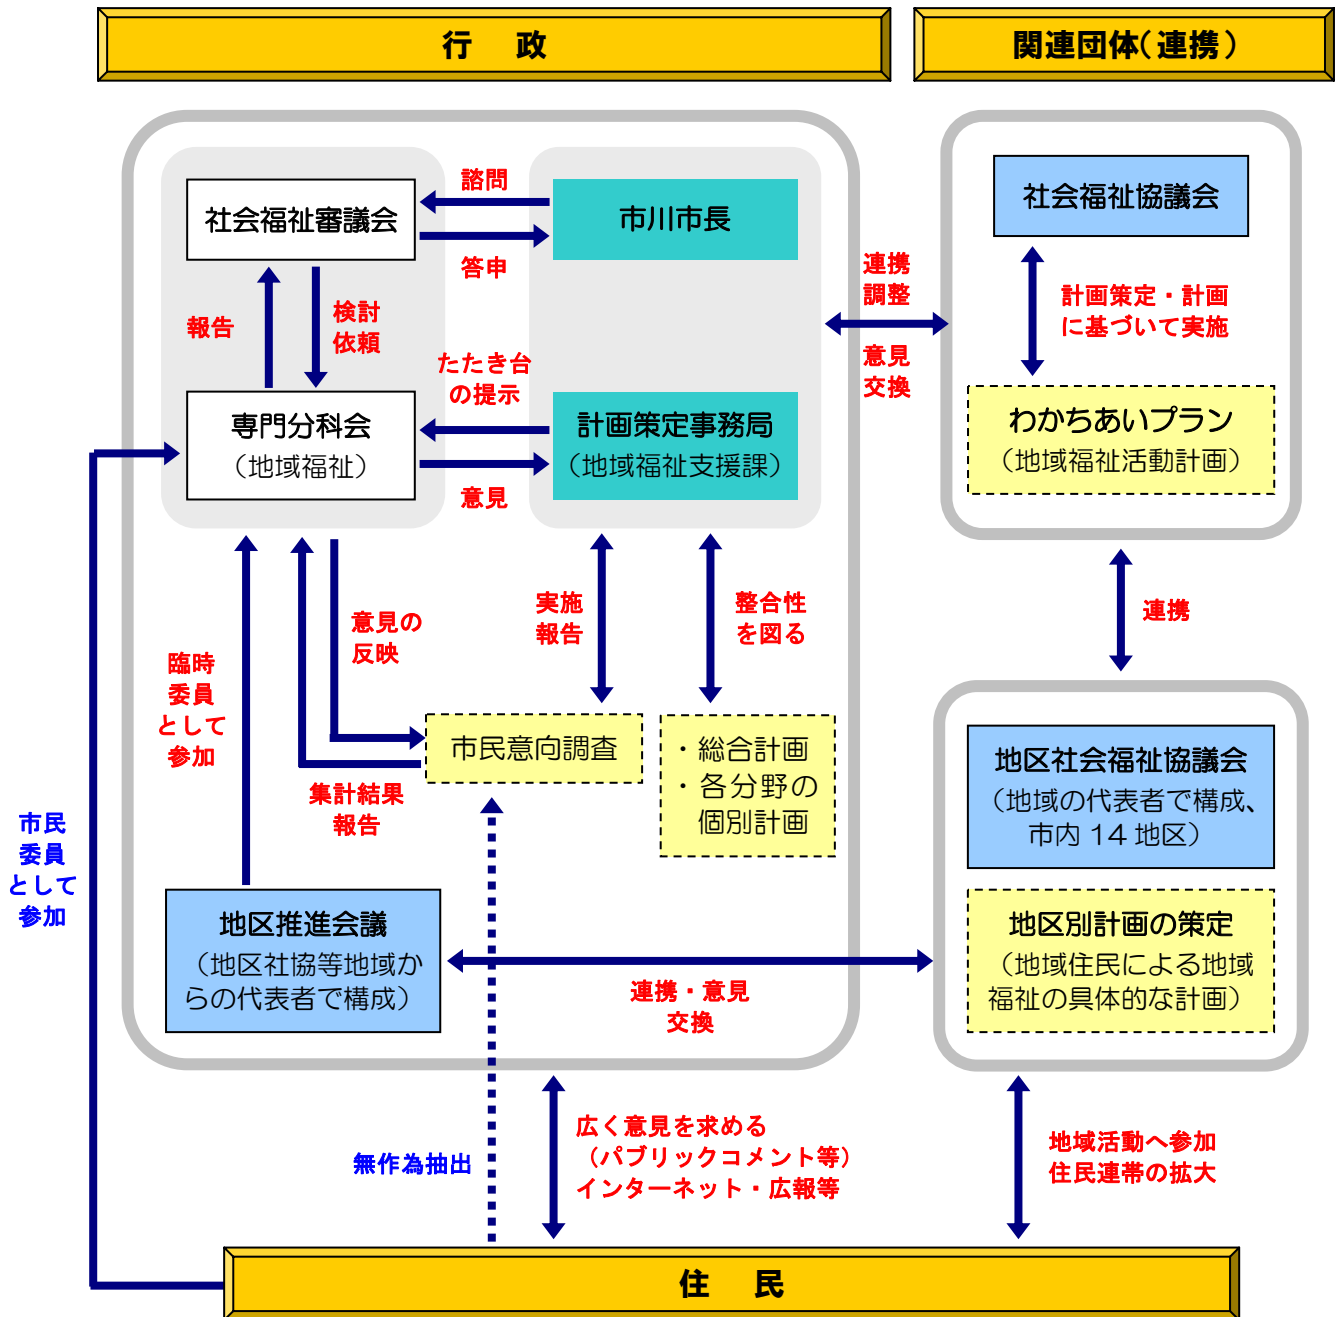 行　政
関連団体（連携）
社会福祉審議会
諮問
答申
市川市長
社会福祉協議会
連携
調整
意見
交換
計画策定・計画
に基づいて実施
報告
検討
依頼
たたき台
の提示
専門分科会
（地域福祉）
意見
計画策定事務局
（地域福祉支援課）
わかちあいプラン
（地域福祉活動計画）
実施
報告
整合性
を図る
連携
意見の
反映
臨時
委員
として
参加
市民意向調査
・総合計画
・各分野の
個別計画
集計結果
報告
地区社会福祉協議会
（地域の代表者で構成、
市内 14 地区）
市民
委員
として
参加
地区推進会議
（地区社協等地域か
らの代表者で構成）
連携・意見
交換
地区別計画の策定
（地域住民による地域
福祉の具体的な計画）
無作為抽出
広く意見を求める
（パブリックコメント等）
インターネット・広報等
地域活動へ参加
住民連帯の拡大
住　民